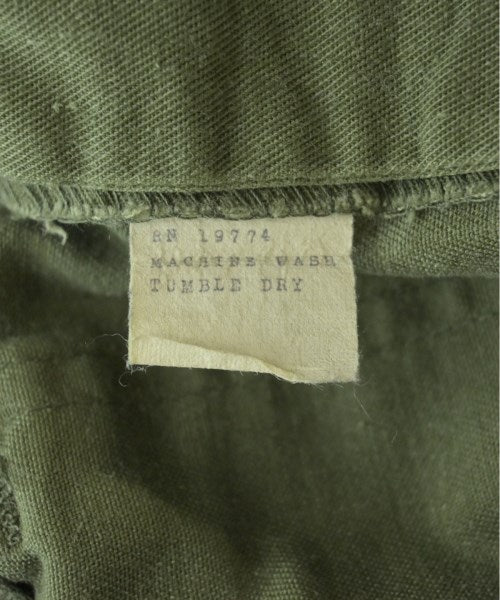 RN 19774
MACHINE WASH
TUMBLE DRY